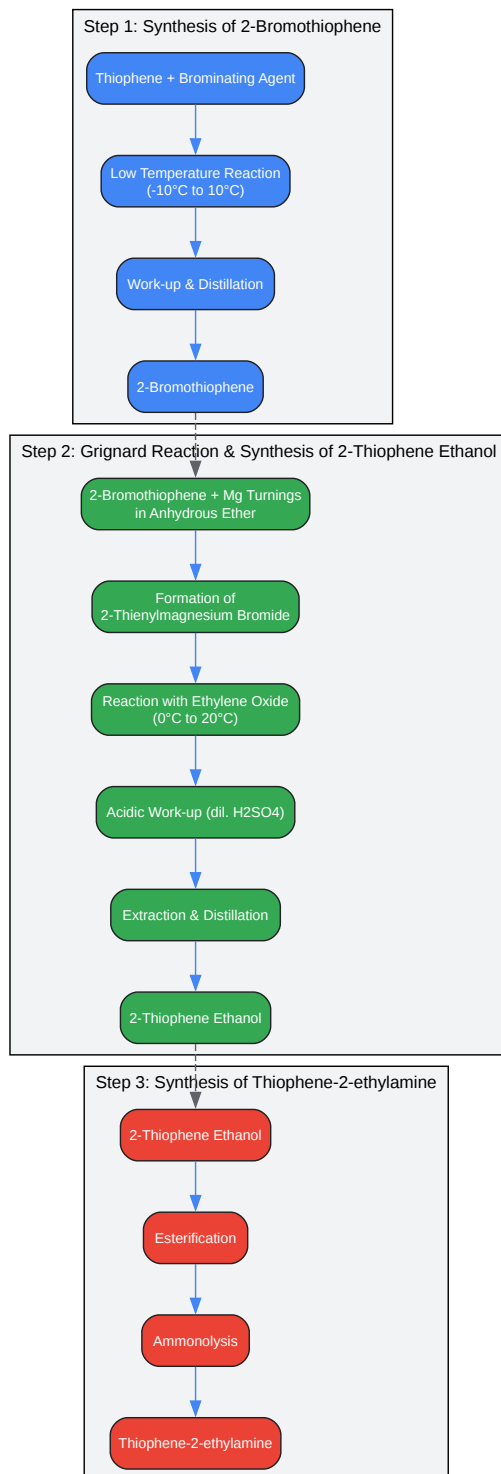 Step 1: Synthesis of 2-Bromothiophene
Thiophene + Brominating Agent
Low Temperature Reaction
(-10°C to 10°C)
Work-up & Distillation
2-Bromothiophene
Step 2: Grignard Reaction & Synthesis of 2-Thiophene Ethanol
2-Bromothiophene + Mg Turnings
in Anhydrous Ether
Formation of
2-Thienylmagnesium Bromide
Reaction with Ethylene Oxide
(0°C to 20°C)
Acidic Work-up (dil. H2SO4)
Extraction & Distillation
2-Thiophene Ethanol
Step 3: Synthesis of Thiophene-2-ethylamine
2-Thiophene Ethanol
Esterification
Ammonolysis
Thiophene-2-ethylamine